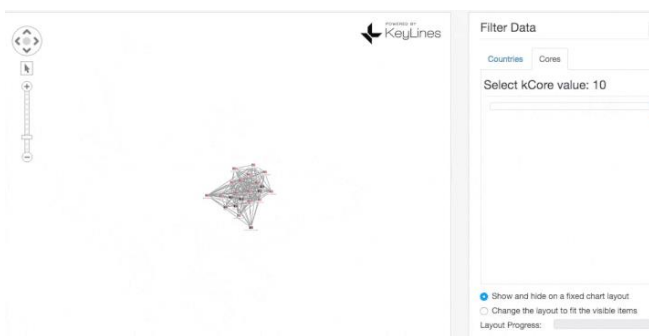 POWERED BY
KeyLines
Filter Data
Countries
Cores
Select kCore value: 10
Show and hide on a fixed chart layout
Change the layout to fit the visible items
Layout Progress: